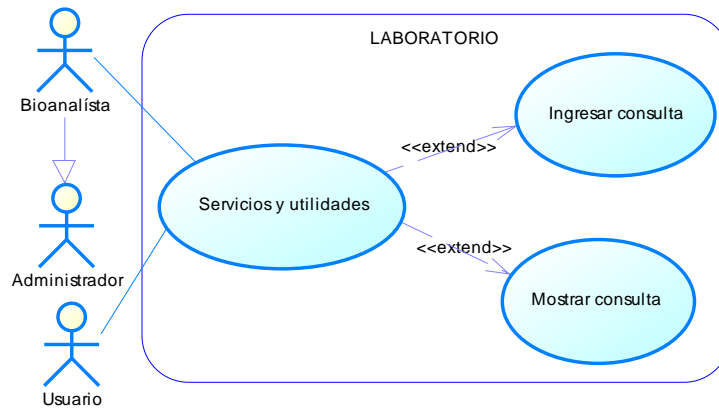 LABORATORIO
Bioanalísta
Ingresar consulta
<<extend>>
Servicios y utilidades
<<extend>>
Administrador
Mostrar consulta
Usuario